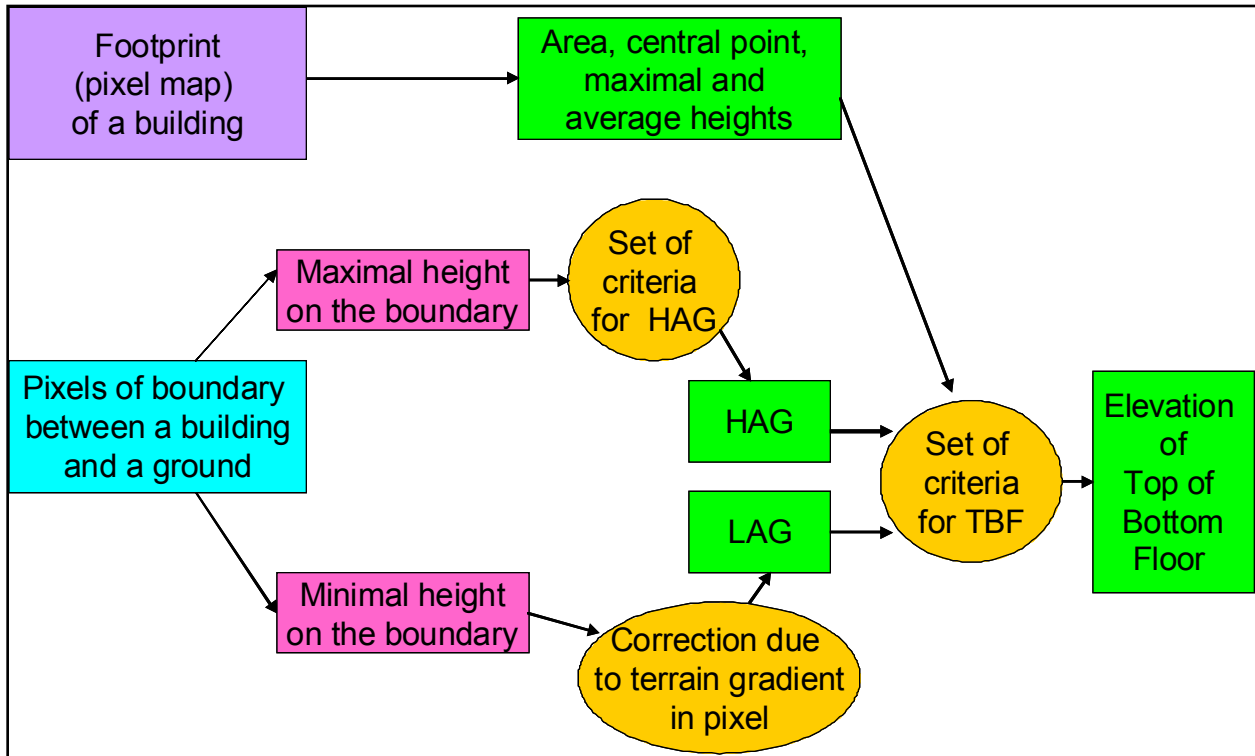 Footprint
(pixel map)
of a building
Area, central point,
maximal and
average heights
Maximal height
on the boundary
Set of
criteria
for HAG
Pixels of boundary
between a building
and a ground
HAG
LAG
Set of
criteria
for TBF
Elevation
of
Top of
Bottom
Floor
Minimal height
on the boundary
Correction due
to terrain gradient
in pixel